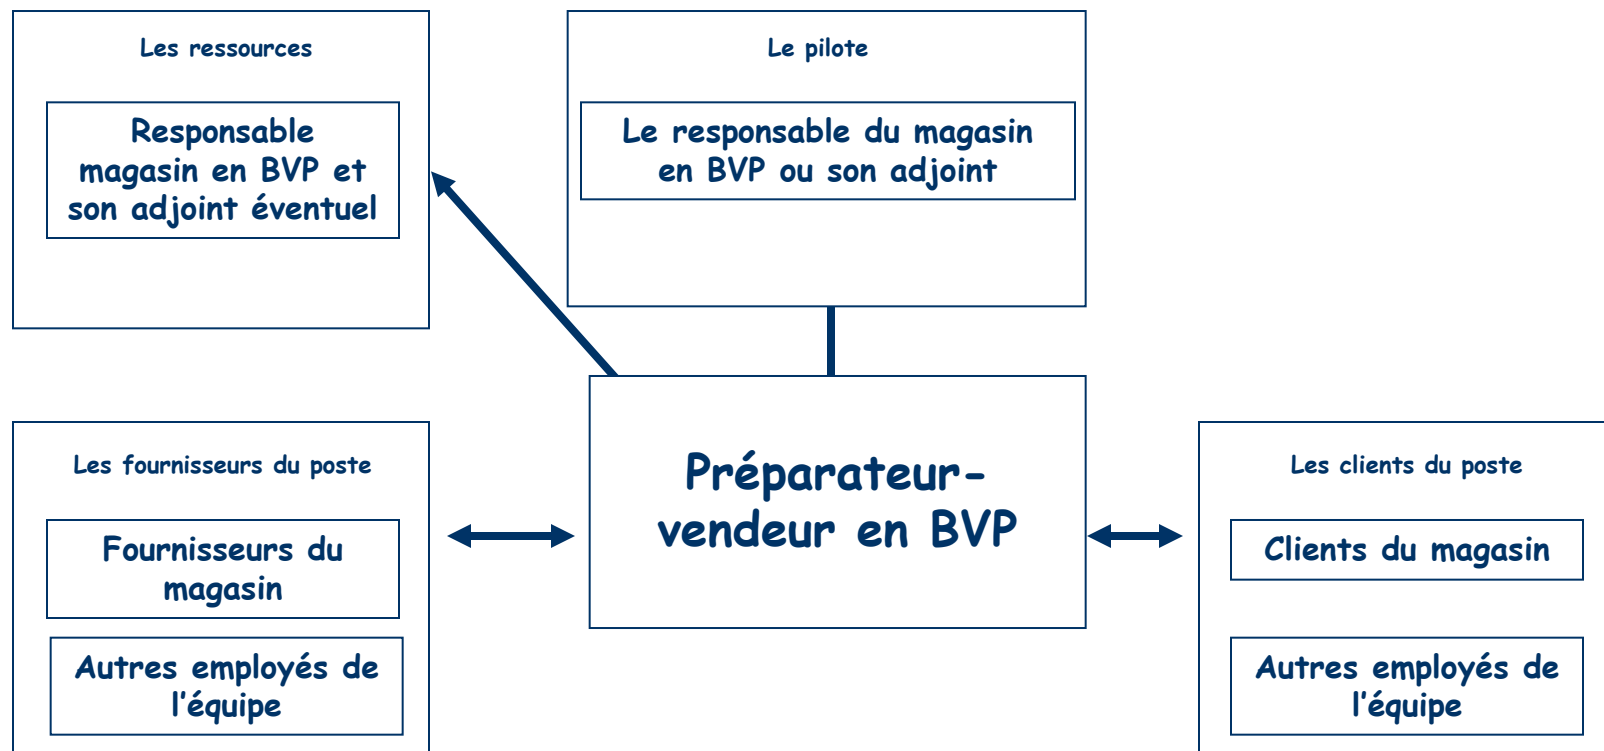 Les ressources
Responsable
magasin en BVP et
son adjoint éventuel
Le pilote
Le responsable du magasin
en BVP ou son adjoint
Les fournisseurs du poste
Fournisseurs du
magasin
Autres employés de
l'équipe
Préparateur-
vendeur en BVP
Les clients du poste
Clients du magasin
Autres employés de
l'équipe